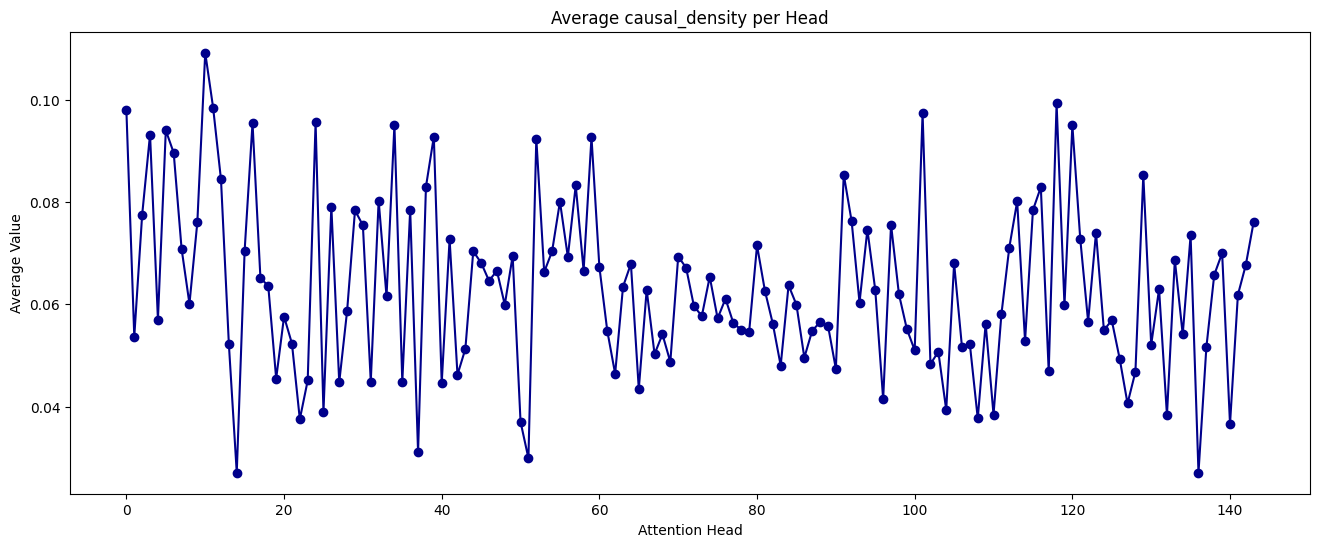 Average causal_density per Head
Average Value
0.10
0.08
0.06
0.04
0 20 40 60 80 100 120 140
Attention Head